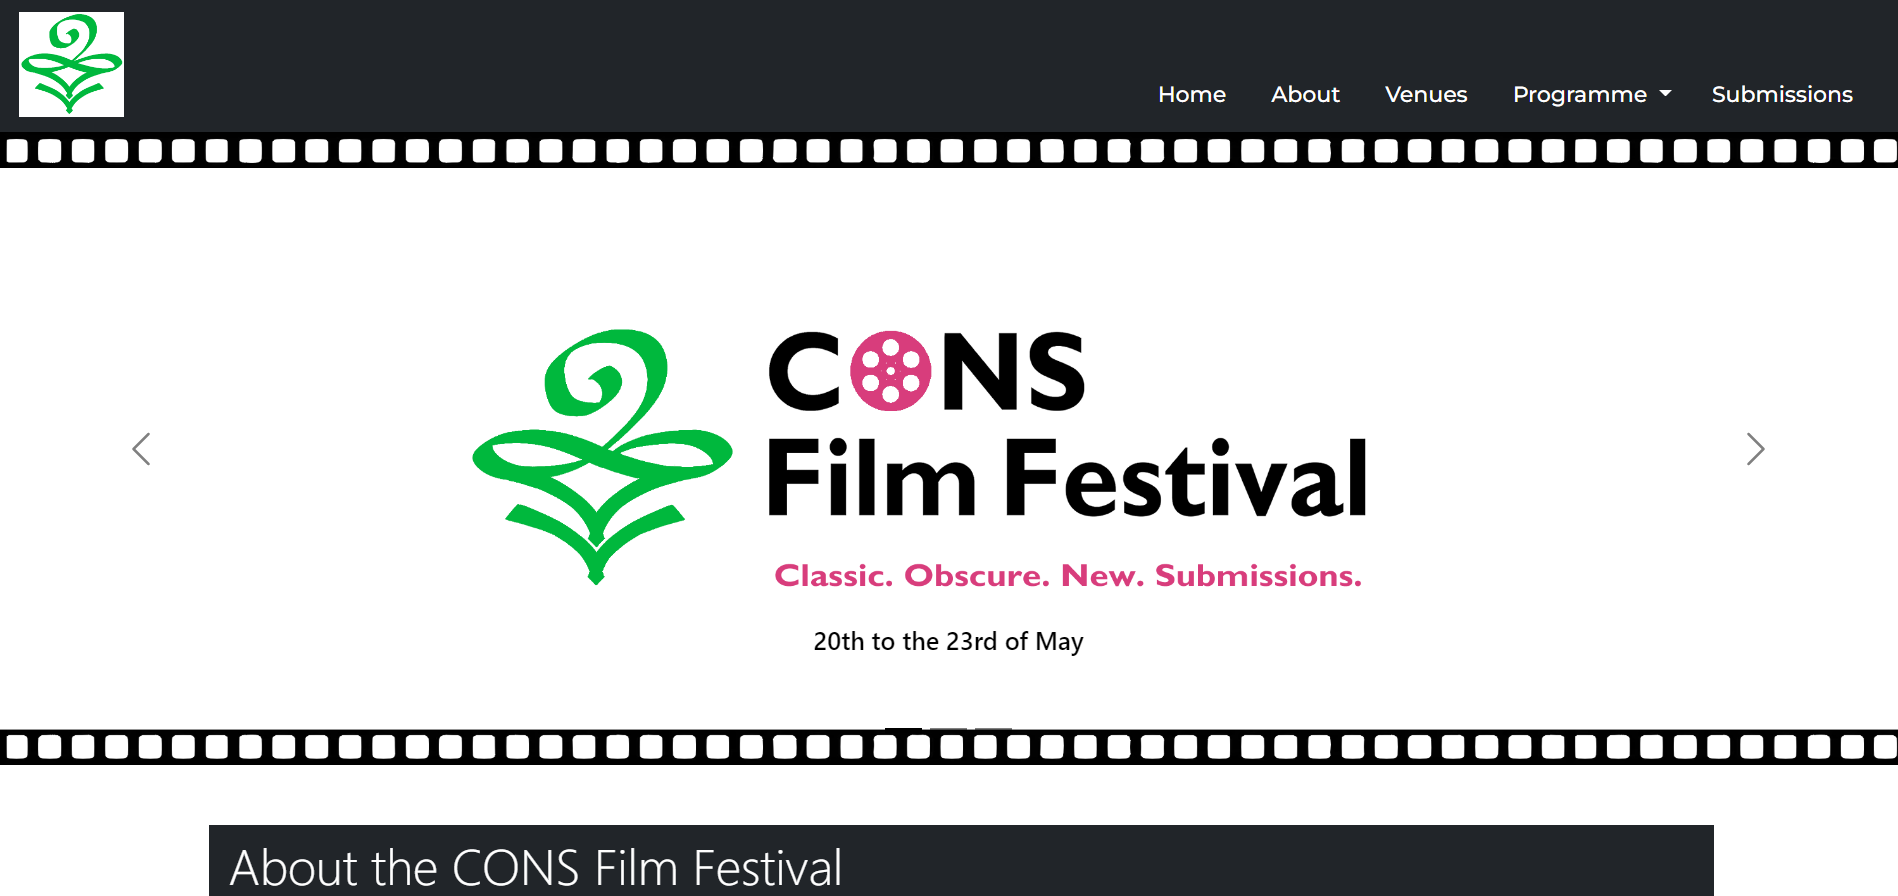 Home About Venues Programme Submissions
CONS
Film Festival
Classic. Obscure. New. Submissions.
20th to the 23rd of May
About the CONS Film Festival